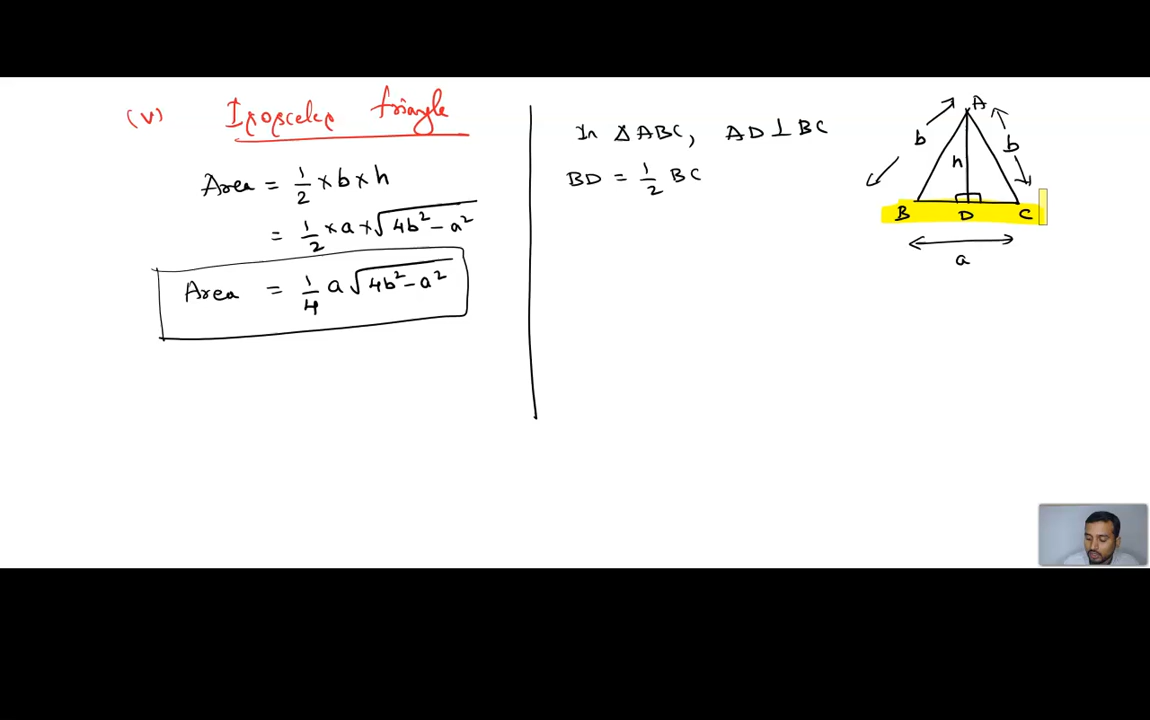 (v) Isosceles triangle
Area = 1/2 × b × h
= 1/2 × a × √(4b² - a²)
Area = 1/4 a √(4b² - a²)
In △ABC, AD ⊥ BC
BD = 1/2 BC
A
b
b
h
B D C
a